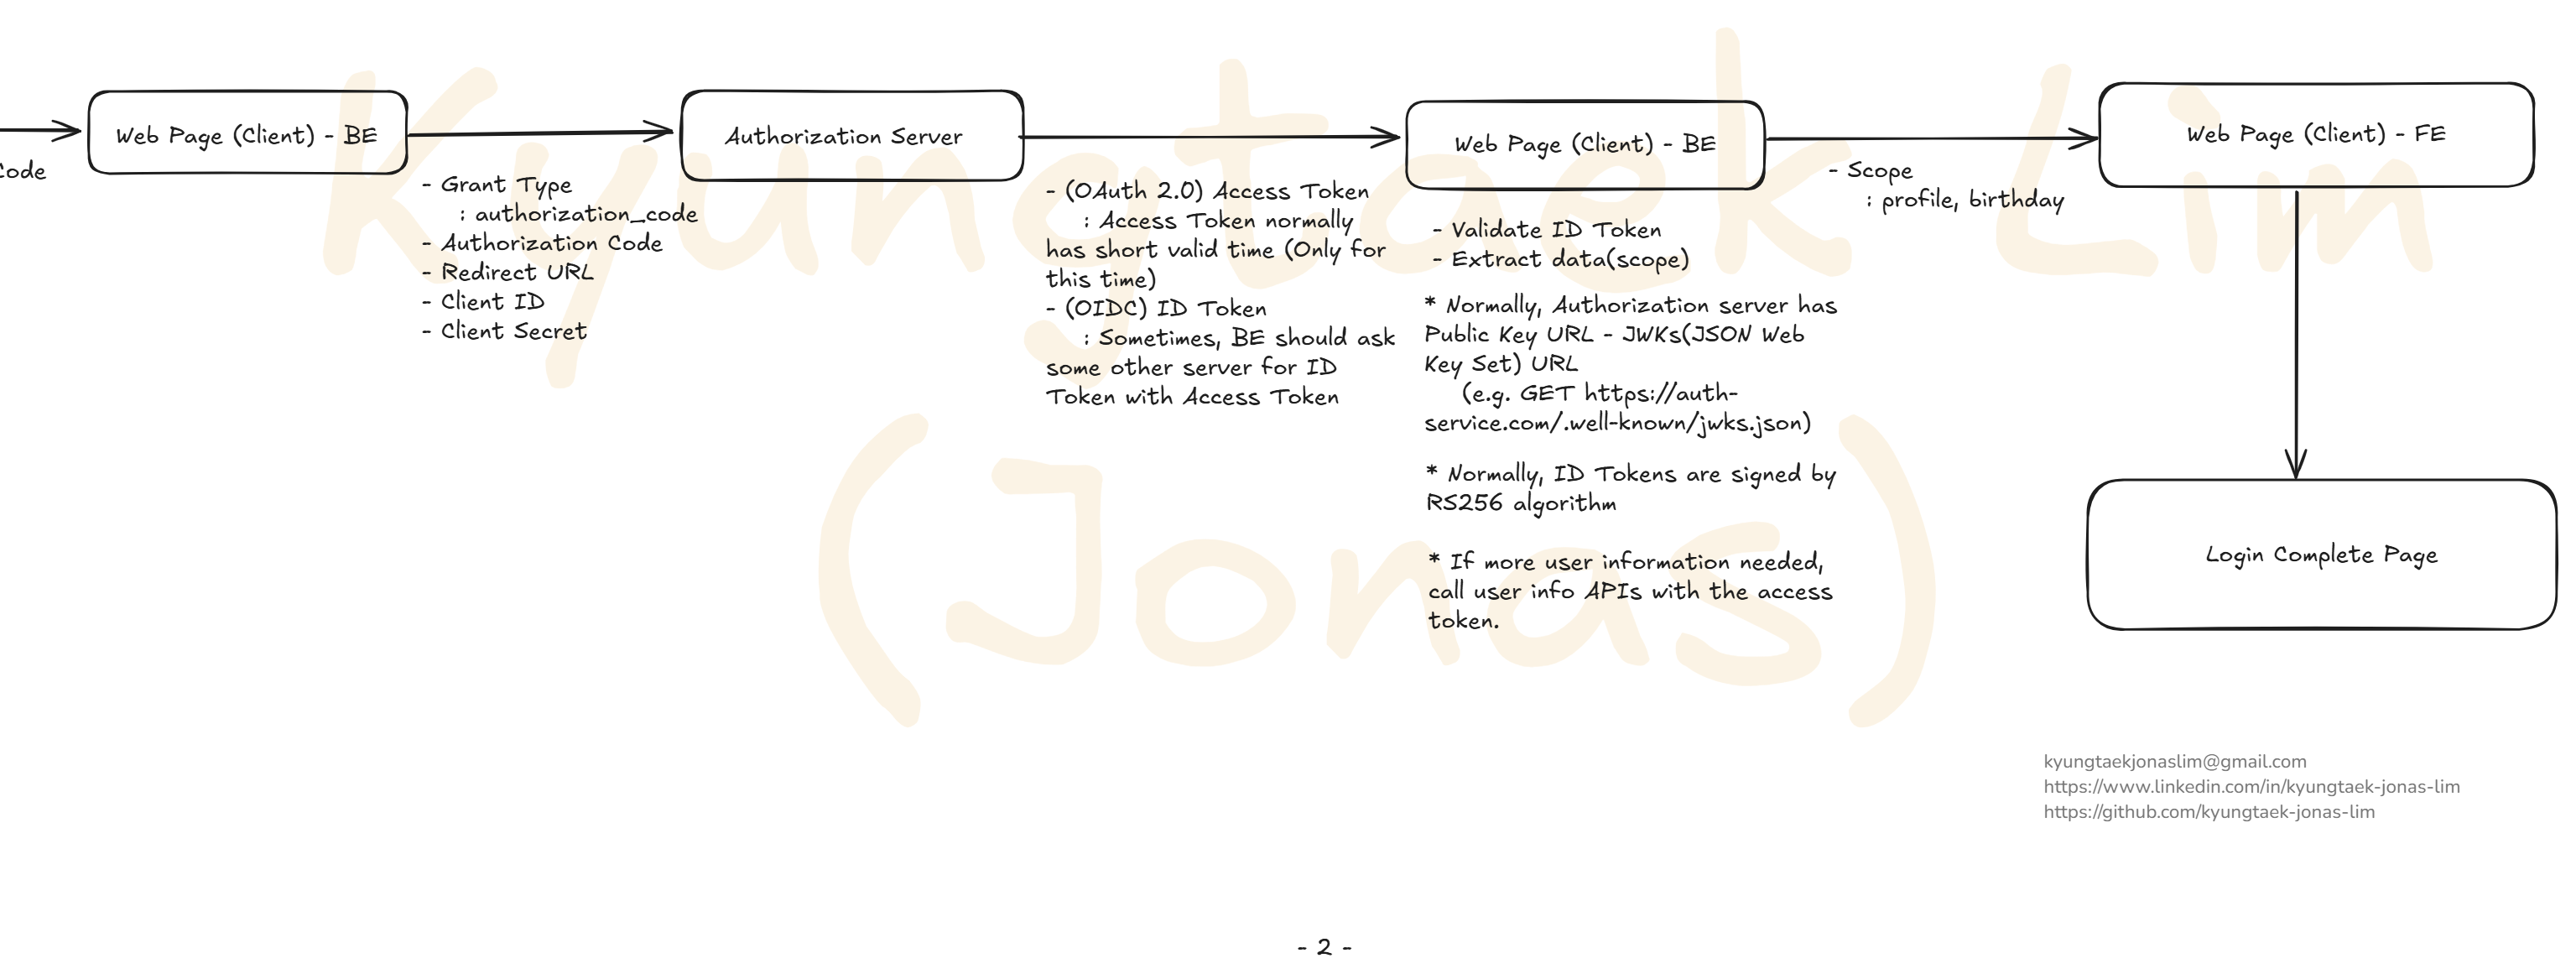 Kyungtaek Lim
(Jonas)
Code
Web Page (Client) - BE
- Grant Type
: authorization_code
- Authorization Code
- Redirect URL
- Client ID
- Client Secret
Authorization Server
- (OAuth 2.0) Access Token
: Access Token normally
has short valid time (Only for
this time)
- (OIDC) ID Token
: Sometimes, BE should ask
some other server for ID
Token with Access Token
Web Page (Client) - BE
- Validate ID Token
- Extract data(scope)
* Normally, Authorization server has
Public Key URL - JWKs(JSON Web
Key Set) URL
(e.g. GET https://auth-
service.com/.well-known/jwks.json)
* Normally, ID Tokens are signed by
RS256 algorithm
* If more user information needed,
call user info APIs with the access
token.
- Scope
: profile, birthday
Web Page (Client) - FE
Login Complete Page
kyungtaekjonaslim@gmail.com
https://www.linkedin.com/in/kyungtaek-jonas-lim
https://github.com/kyungtaek-jonas-lim
- 2 -